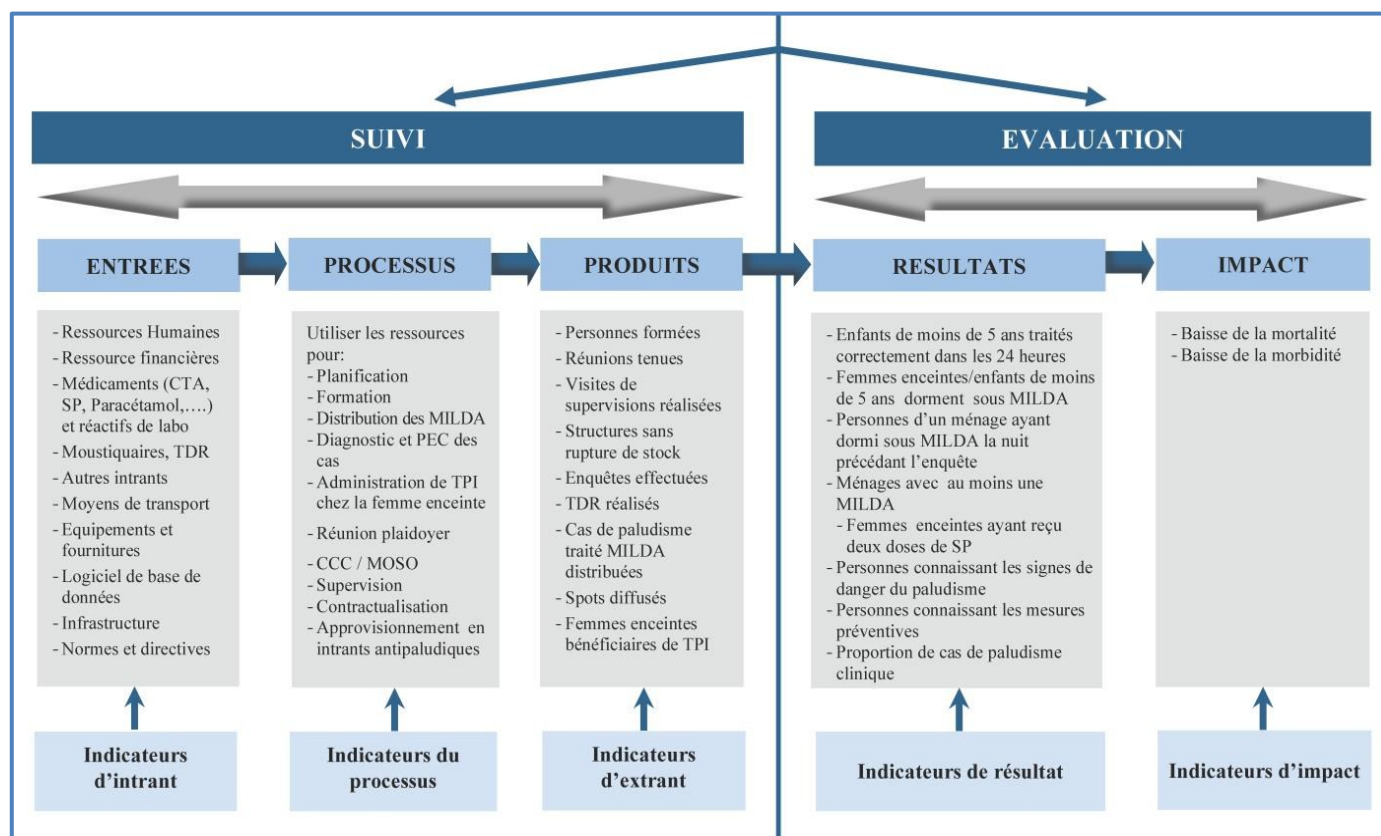 SUIVI
EVALUATION
ENTREES
PROCESSUS
PRODUITS
RESULTATS
IMPACT
- Ressources Humaines
- Ressource financières
- Médicaments (CTA,
SP, Paracétamol,….)
et réactifs de labo
- Moustiquaires, TDR
- Autres intrants
- Moyens de transport
- Equipements et
fournitures
- Logiciel de base de
données
- Infrastructure
- Normes et directives
Utiliser les ressources
pour:
- Planification
- Formation
- Distribution des MILDA
- Diagnostic et PEC des
cas
- Administration de TPI
chez la femme enceinte
- Réunion plaidoyer
- CCC / MOSO
- Supervision
- Contractualisation
- Approvisionnement en
intrants antipaludiques
- Personnes formées
- Réunions tenues
- Visites de
supervisions réalisées
- Structures sans
rupture de stock
- Enquêtes effectuées
- TDR réalisés
- Cas de paludisme
traité MILDA
distribuées
- Spots diffusés
- Femmes enceintes
bénéficiaires de TPI
- Enfants de moins de 5 ans traités
correctement dans les 24 heures
- Femmes enceintes/enfants de moins
de 5 ans dorment sous MILDA
- Personnes d’un ménage ayant
dormi sous MILDA la nuit
précédant l’enquête
- Ménages avec au moins une
MILDA
- Femmes enceintes ayant reçu
deux doses de SP
- Personnes connaissant les signes de
danger du paludisme
- Personnes connaissant les mesures
préventives
- Proportion de cas de paludisme
clinique
- Baisse de la mortalité
- Baisse de la morbidité
Indicateurs
d’intrant
Indicateurs du
processus
Indicateurs
d’extrant
Indicateurs de résultat
Indicateurs d’impact